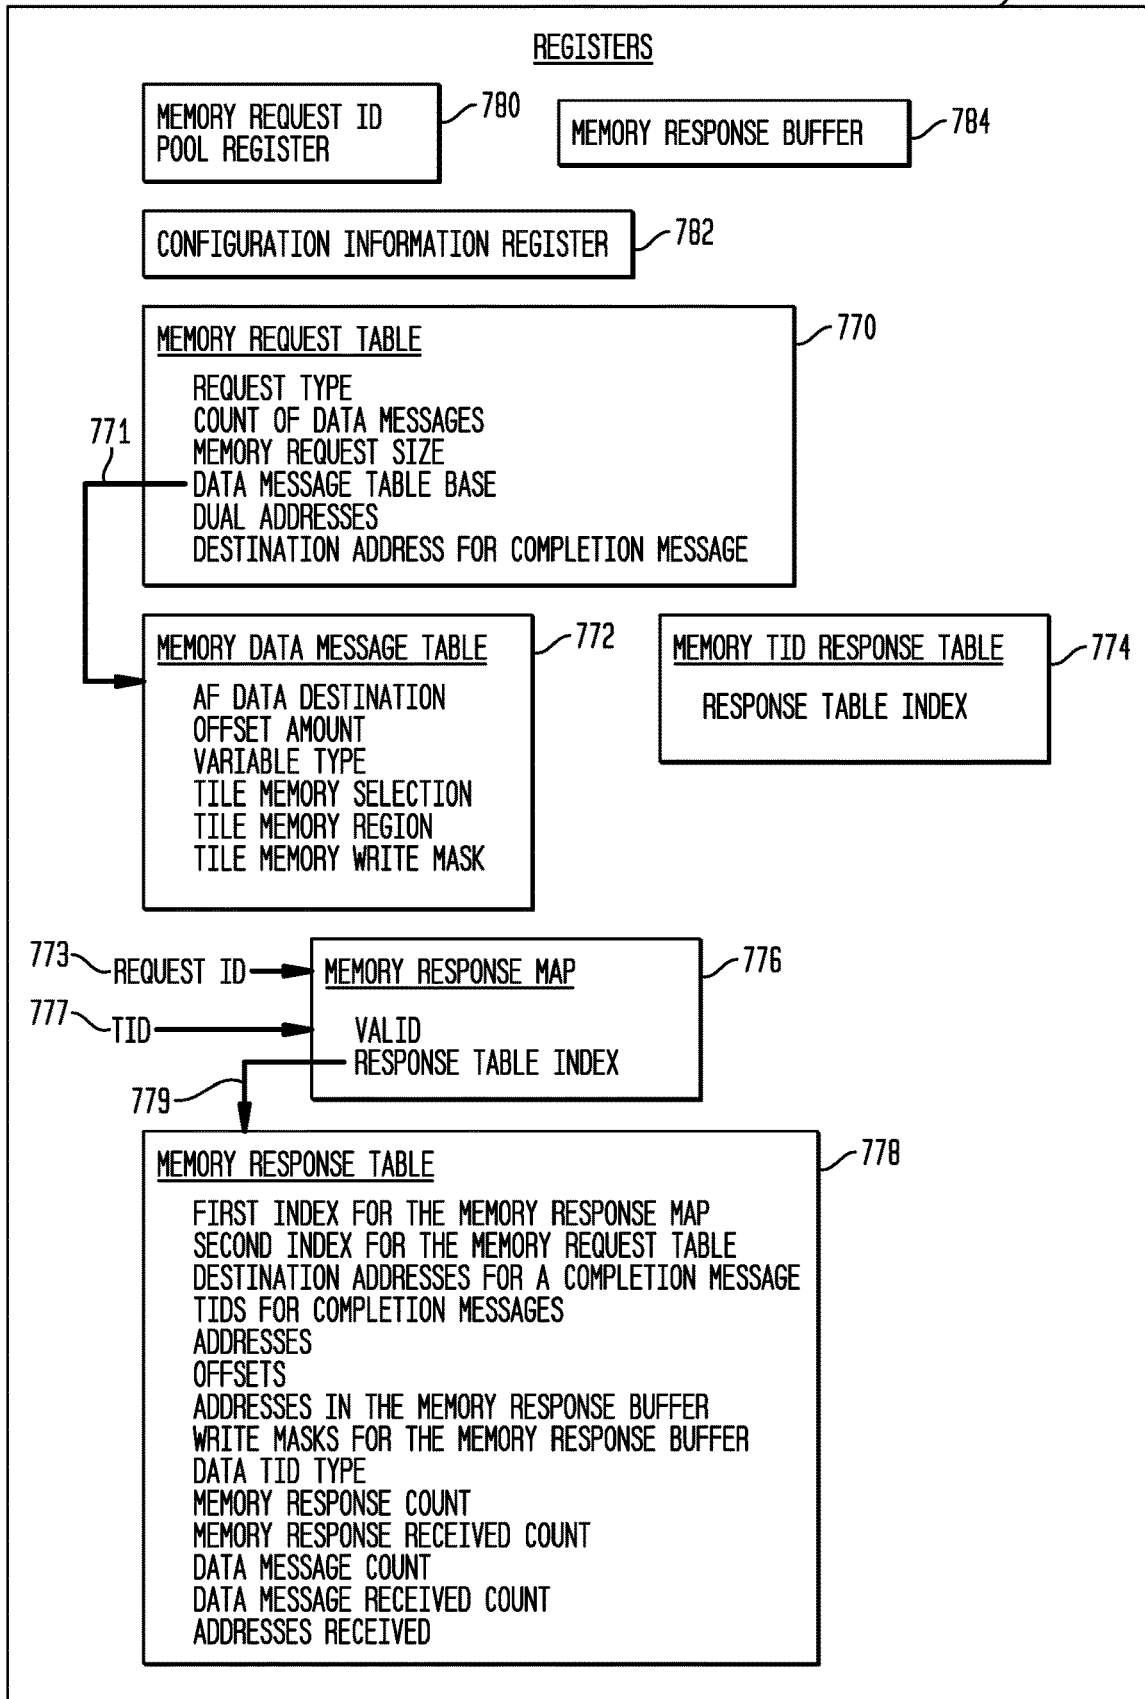 REGISTERS
MEMORY REQUEST ID
POOL REGISTER
780
MEMORY RESPONSE BUFFER
784
CONFIGURATION INFORMATION REGISTER
782
MEMORY REQUEST TABLE
770
REQUEST TYPE
COUNT OF DATA MESSAGES
MEMORY REQUEST SIZE
771
DATA MESSAGE TABLE BASE
DUAL ADDRESSES
DESTINATION ADDRESS FOR COMPLETION MESSAGE
MEMORY DATA MESSAGE TABLE
772
AF DATA DESTINATION
OFFSET AMOUNT
VARIABLE TYPE
TILE MEMORY SELECTION
TILE MEMORY REGION
TILE MEMORY WRITE MASK
MEMORY TID RESPONSE TABLE
774
RESPONSE TABLE INDEX
773
REQUEST ID
777
TID
MEMORY RESPONSE MAP
776
VALID
RESPONSE TABLE INDEX
779
MEMORY RESPONSE TABLE
778
FIRST INDEX FOR THE MEMORY RESPONSE MAP
SECOND INDEX FOR THE MEMORY REQUEST TABLE
DESTINATION ADDRESSES FOR A COMPLETION MESSAGE
TIDS FOR COMPLETION MESSAGES
ADDRESSES
OFFSETS
ADDRESSES IN THE MEMORY RESPONSE BUFFER
WRITE MASKS FOR THE MEMORY RESPONSE BUFFER
DATA TID TYPE
MEMORY RESPONSE COUNT
MEMORY RESPONSE RECEIVED COUNT
DATA MESSAGE COUNT
DATA MESSAGE RECEIVED COUNT
ADDRESSES RECEIVED